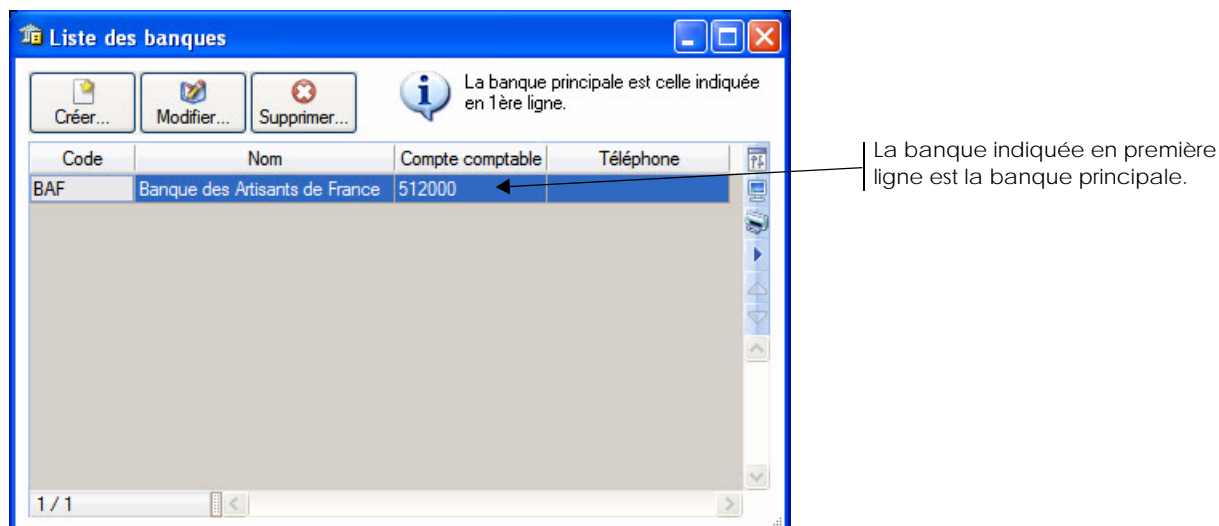 Liste des banques
Créer...
Modifier...
Supprimer...
La banque principale est celle indiquée
en 1ère ligne.
Code Nom Compte comptable Téléphone
BAF Banque des Artisants de France 512000
1 / 1
La banque indiquée en première
ligne est la banque principale.